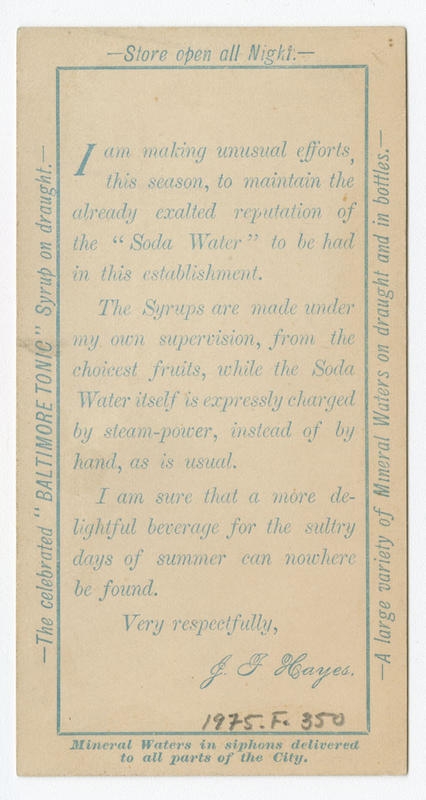 —Store open all Night.—
I am making unusual efforts,
this season, to maintain the
already exalted reputation of
the "Soda Water" to be had
in this establishment.
The Syrups are made under
my own supervision, from the
choicest fruits, while the Soda
Water itself is expressly charged
by steam-power, instead of by
hand, as is usual.
I am sure that a more de-
lightful beverage for the sultry
days of summer can nowhere
be found.
Very respectfully,
J. F. Hayes.
1975.F.350
Mineral Waters in siphons delivered
to all parts of the City.
—The celebrated "BALTIMORE TONIC" Syrup on draught.—
—A large variety of Mineral Waters on draught and in bottles.—